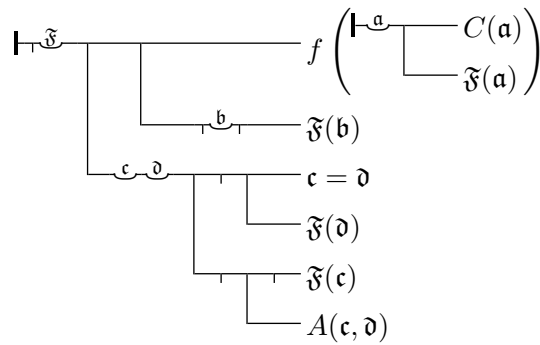 𝔉 f ( 𝔞 C(𝔞)
𝔉(𝔞) )
𝔟 𝔉(𝔟)
𝔠 𝔡 𝔠 = 𝔡
𝔉(𝔡)
𝔉(𝔠)
A(𝔠, 𝔡)